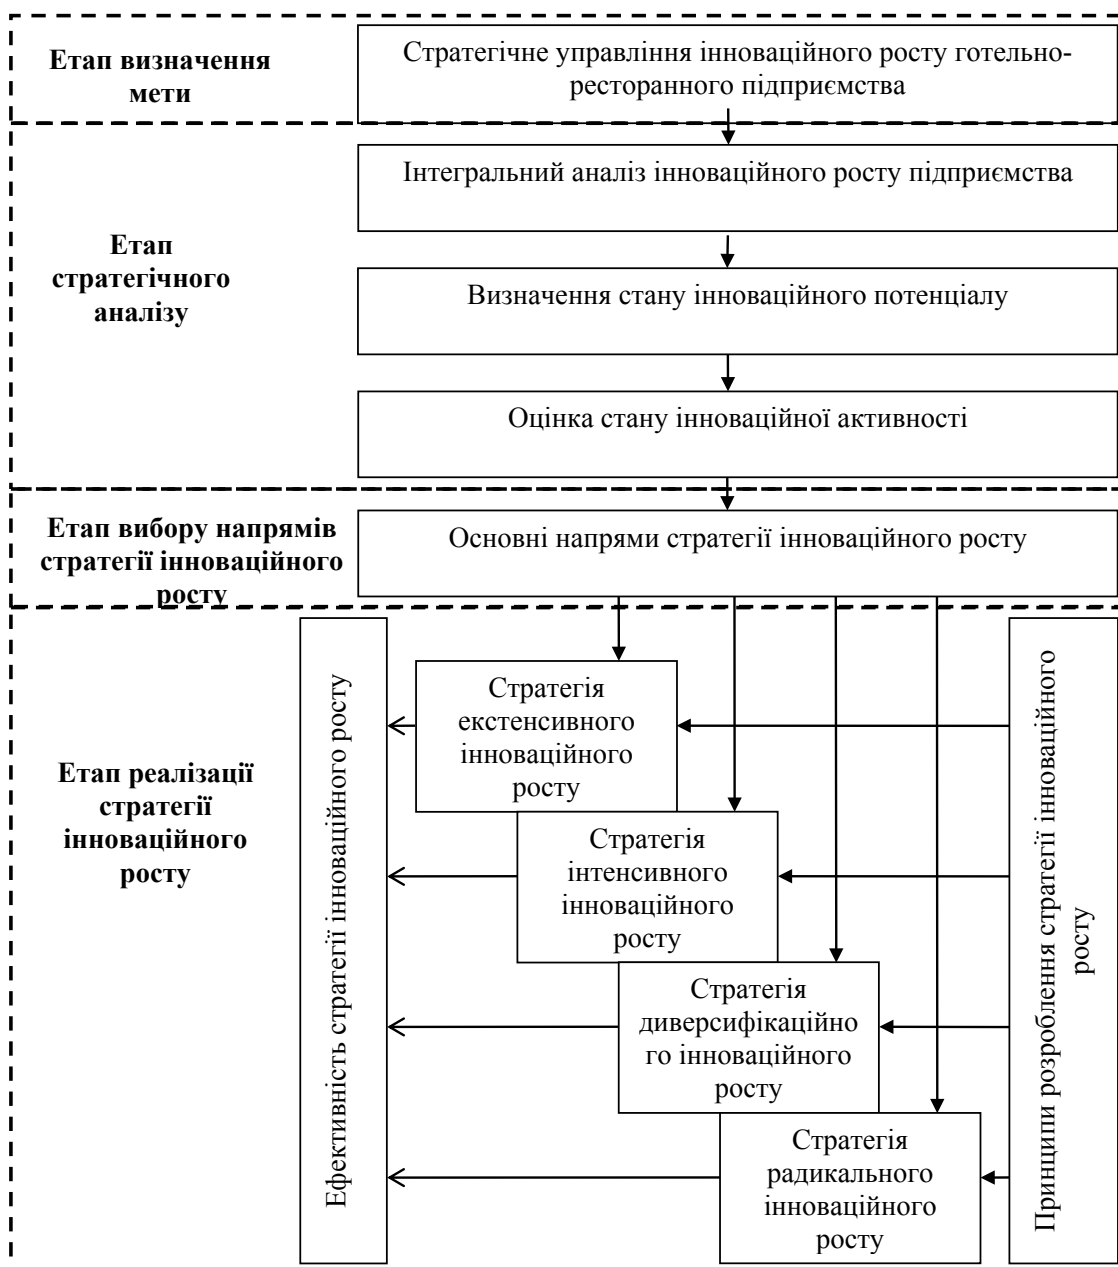 Етап визначення
мети
Стратегічне управління інноваційного росту готельно-
ресторанного підприємства
Етап
стратегічного
аналізу
Інтегральний аналіз інноваційного росту підприємства
Визначення стану інноваційного потенціалу
Оцінка стану інноваційної активності
Етап вибору напрямів
стратегії інноваційного
росту
Основні напрями стратегії інноваційного росту
Етап реалізації
стратегії
інноваційного
росту
Ефективність стратегії інноваційного росту
Стратегія
екстенсивного
інноваційного
росту
Стратегія
інтенсивного
інноваційного
росту
Стратегія
диверсифікаційно
го інноваційного
росту
Стратегія
радикального
інноваційного
росту
Принципи розроблення стратегії інноваційного
росту